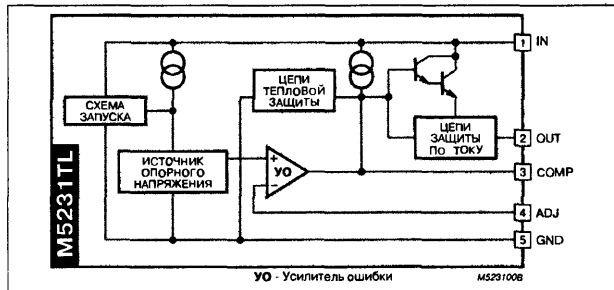 M5231TL
СХЕМА
ЗАПУСКА
ИСТОЧНИК
ОПОРНОГО
НАПРЯЖЕНИЯ
ЦЕПИ
ТЕПЛОВОЙ
ЗАЩИТЫ
+
УО
−
ЦЕПИ
ЗАЩИТЫ
ПО ТОКУ
1 IN
2 OUT
3 COMP
4 ADJ
5 GND
УО - Усилитель ошибки
M523100B